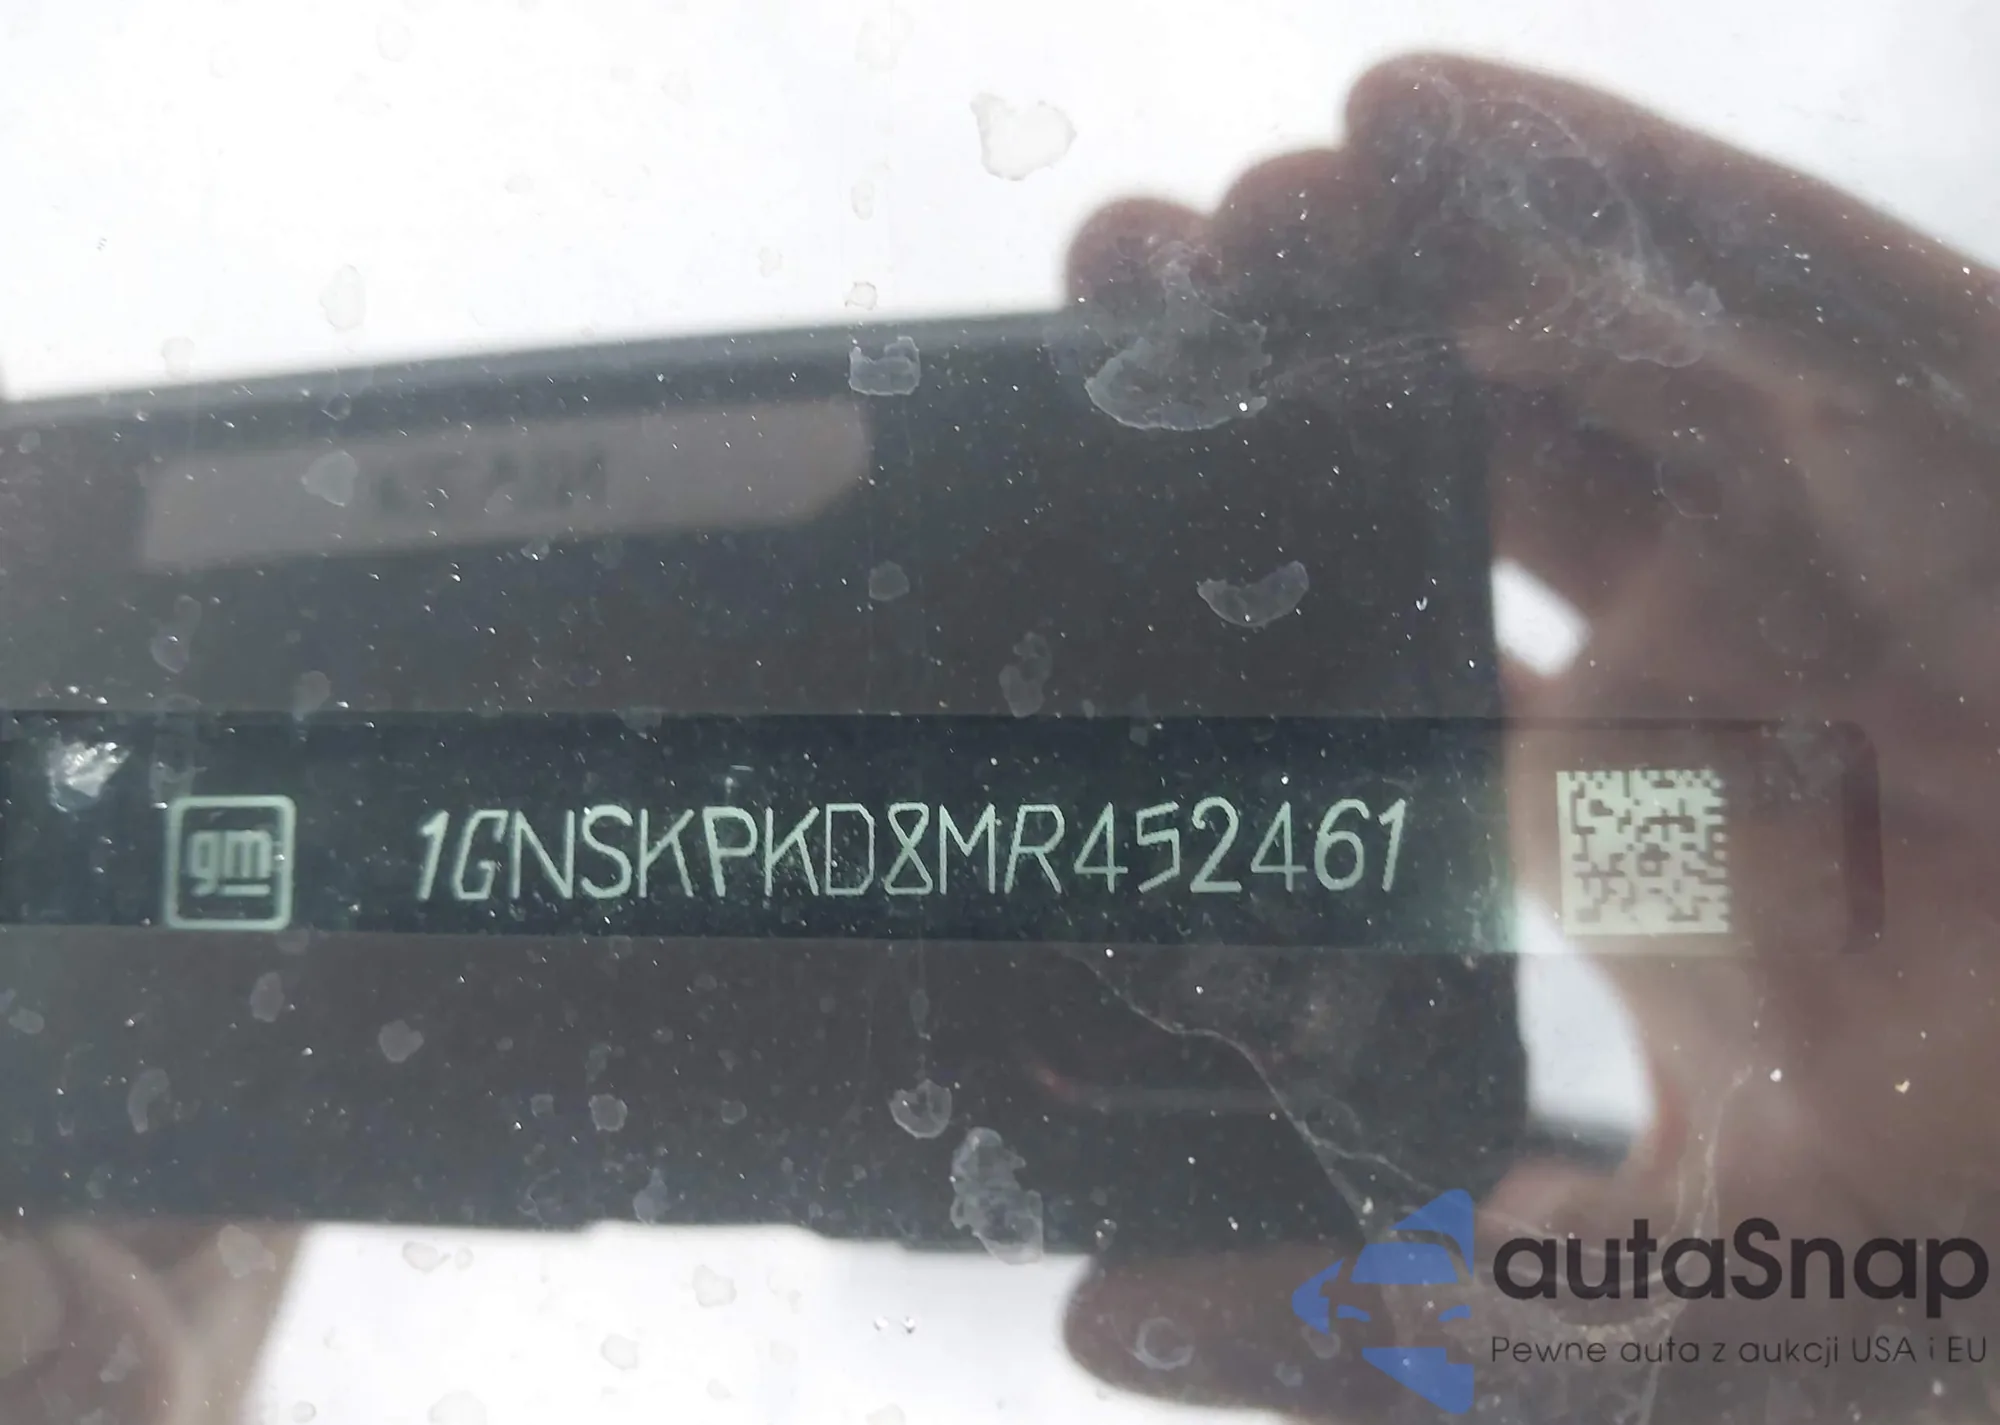 gm 1GNSKPKD8MR452461
autaSnap
Pewne auta z aukcji USA i EU